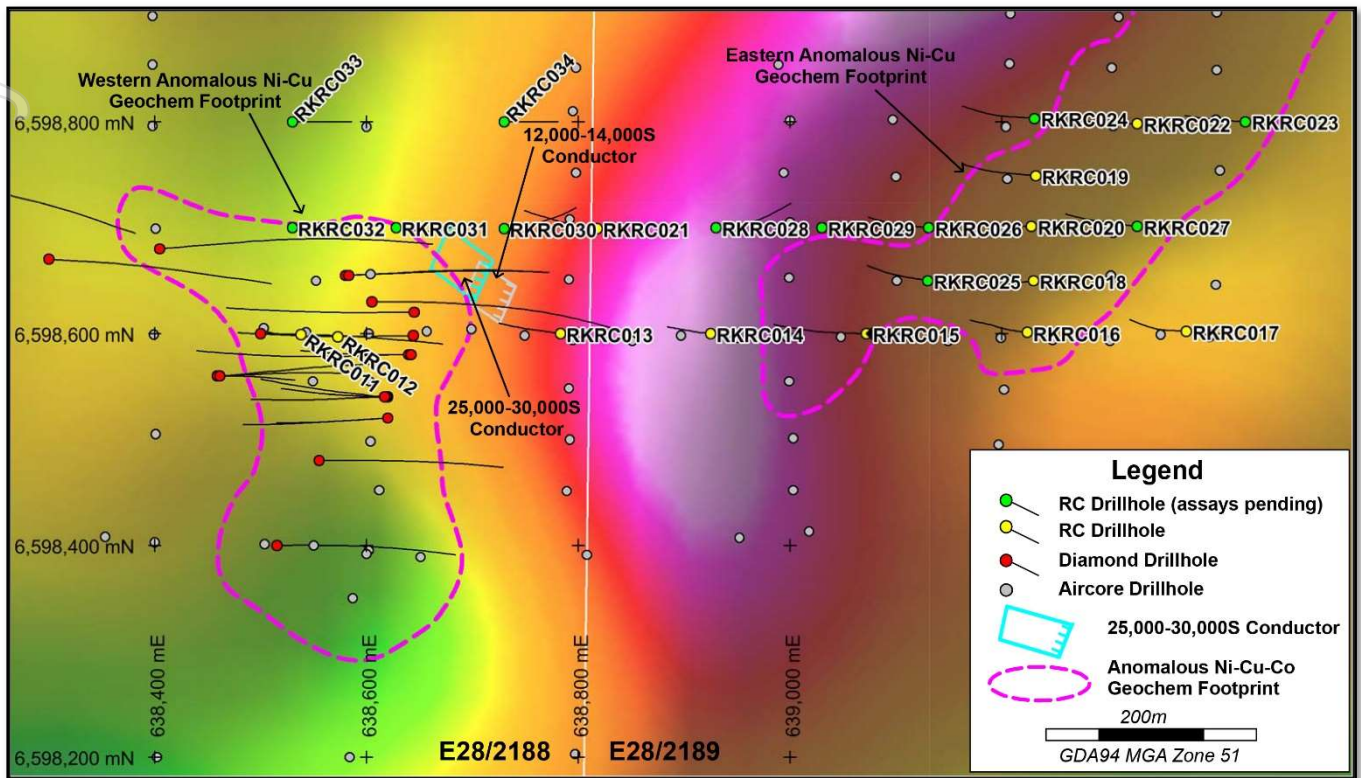 Western Anomalous Ni-Cu
Geochem Footprint
RKRC033
RKRC034
Eastern Anomalous Ni-Cu
Geochem Footprint
6,598,800 mN
12,000-14,000S
Conductor
RKRC024
RKRC022
RKRC023
RKRC019
RKRC032
RKRC031
RKRC030
RKRC021
RKRC028
RKRC029
RKRC026
RKRC020
RKRC027
RKRC025
RKRC018
6,598,600 mN
RKRC011
RKRC012
RKRC013
RKRC014
RKRC015
RKRC016
RKRC017
25,000-30,000S
Conductor
6,598,400 mN
638,400 mE
638,600 mE
638,800 mE
639,000 mE
6,598,200 mN
E28/2188
E28/2189
Legend
RC Drillhole (assays pending)
RC Drillhole
Diamond Drillhole
Aircore Drillhole
25,000-30,000S Conductor
Anomalous Ni-Cu-Co
Geochem Footprint
200m
GDA94 MGA Zone 51